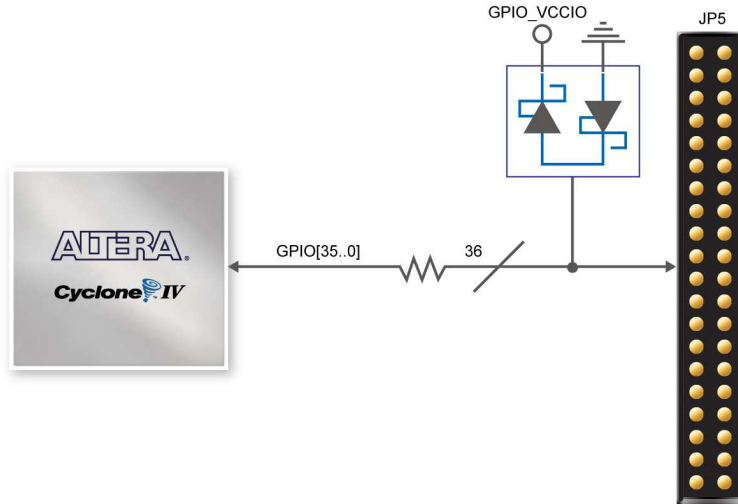 GPIO_VCCIO
JP5
GPIO[35..0]
36
ALTERA.
Cyclone IV